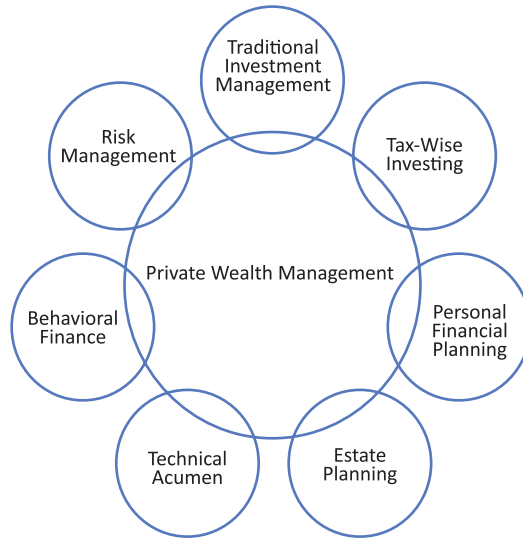 Traditional
Investment
Management
Tax-Wise
Investing
Personal
Financial
Planning
Estate
Planning
Technical
Acumen
Behavioral
Finance
Risk
Management
Private Wealth Management